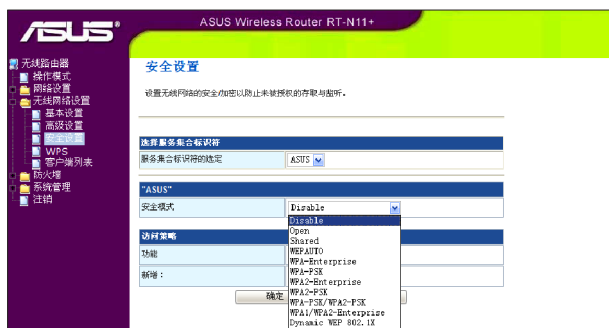 ASUS
ASUS Wireless Router RT-N11+
无线路由器
操作模式
网络设置
无线网络设置
基本设置
高级设置
安全设置
WPS
客户端列表
防火墙
系统管理
注销
安全设置
设置无线网络的安全/加密以防止未被授权的存取与监听。
选择服务集合标识符
服务集合标识符的选定 ASUS
"ASUS"
安全模式 Disable
Disable
Open
Shared
WEPAUTO
WPA-Enterprise
WPA-PSK
WPA2-Enterprise
WPA2-PSK
WPA-PSK/WPA2-PSK
WPA1/WPA2-Enterprise
Dynamic WEP 802.1X
访问策略
功能
新增：
确定